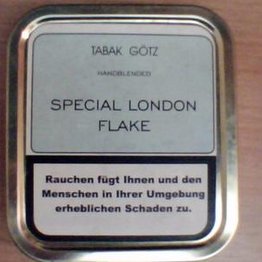 TABAK GÖTZ
HANDBLENDED
SPECIAL LONDON
FLAKE
Rauchen fügt Ihnen und den
Menschen in Ihrer Umgebung
erheblichen Schaden zu.